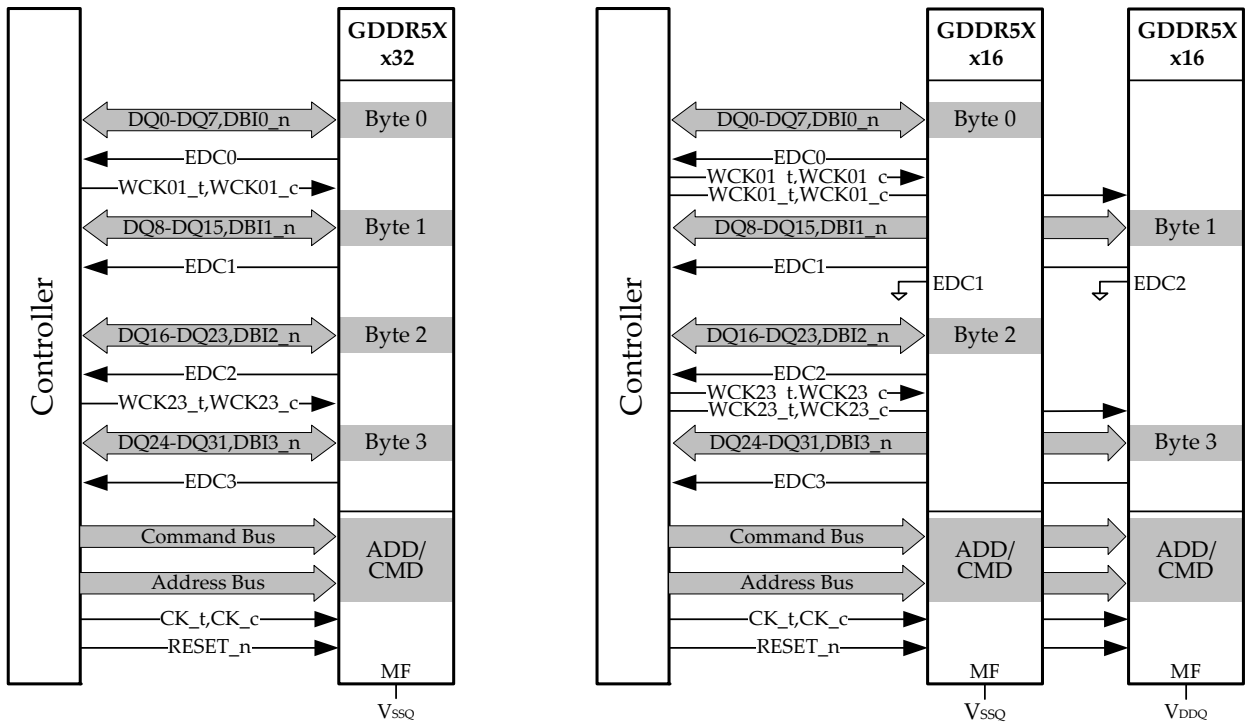 Controller
GDDR5X
x32
DQ0-DQ7,DBI0_n
Byte 0
EDC0
WCK01_t,WCK01_c
DQ8-DQ15,DBI1_n
Byte 1
EDC1
DQ16-DQ23,DBI2_n
Byte 2
EDC2
WCK23_t,WCK23_c
DQ24-DQ31,DBI3_n
Byte 3
EDC3
Command Bus
ADD/
CMD
Address Bus
CK_t,CK_c
RESET_n
MF
VSSQ
Controller
GDDR5X
x16
GDDR5X
x16
DQ0-DQ7,DBI0_n
Byte 0
EDC0
WCK01_t,WCK01_c
WCK01_t,WCK01_c
DQ8-DQ15,DBI1_n
Byte 1
EDC1
EDC1
EDC2
DQ16-DQ23,DBI2_n
Byte 2
EDC2
WCK23_t,WCK23_c
WCK23_t,WCK23_c
DQ24-DQ31,DBI3_n
Byte 3
EDC3
Command Bus
ADD/
CMD
ADD/
CMD
Address Bus
CK_t,CK_c
RESET_n
MF
MF
VSSQ
VDDQ